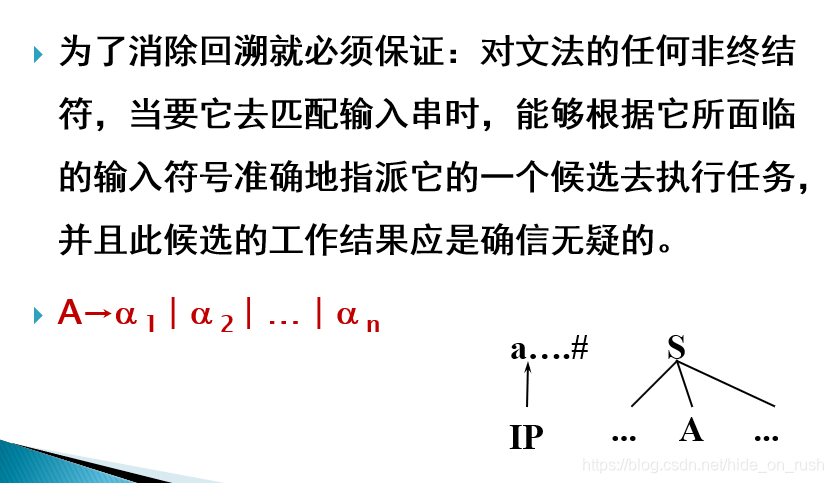 为了消除回溯就必须保证：对文法的任何非终结
符，当要它去匹配输入串时，能够根据它所面临
的输入符号准确地指派它的一个候选去执行任务，
并且此候选的工作结果应是确信无疑的。
A→α1｜α2｜…｜αn
a….# S
IP ... A ...
https://blog.csdn.net/hide_on_rush